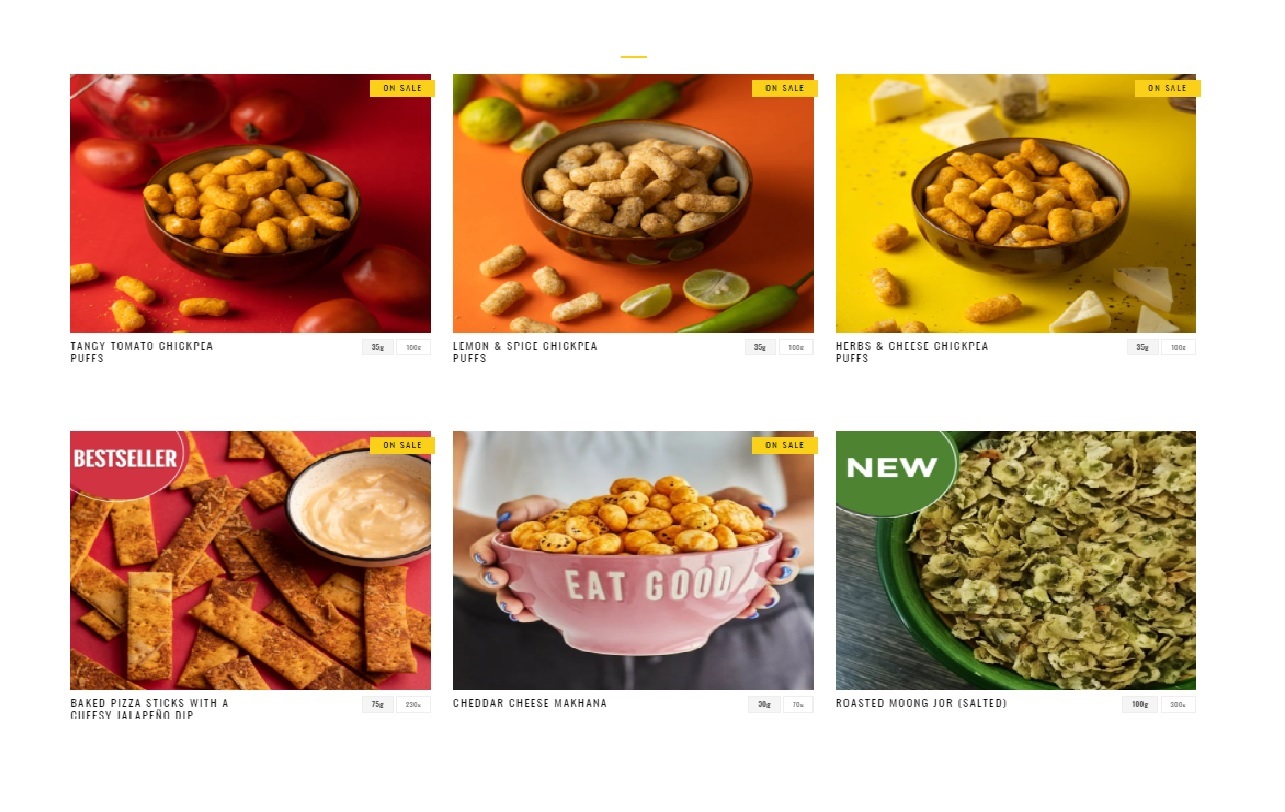 ON SALE
ON SALE
ON SALE
TANGY TOMATO CHICKPEA
PUFFS
35g 100g
LEMON & SPICE CHICKPEA
PUFFS
35g 100g
HERBS & CHEESE CHICKPEA
PUFFS
35g 100g
BESTSELLER
ON SALE
ON SALE
EAT GOOD
NEW
BAKED PIZZA STICKS WITH A
CHEESY JALAPEÑO DIP
75g
CHEDDAR CHEESE MAKHANA
30g 70g
ROASTED MOONG JOR (SALTED)
100g 300g